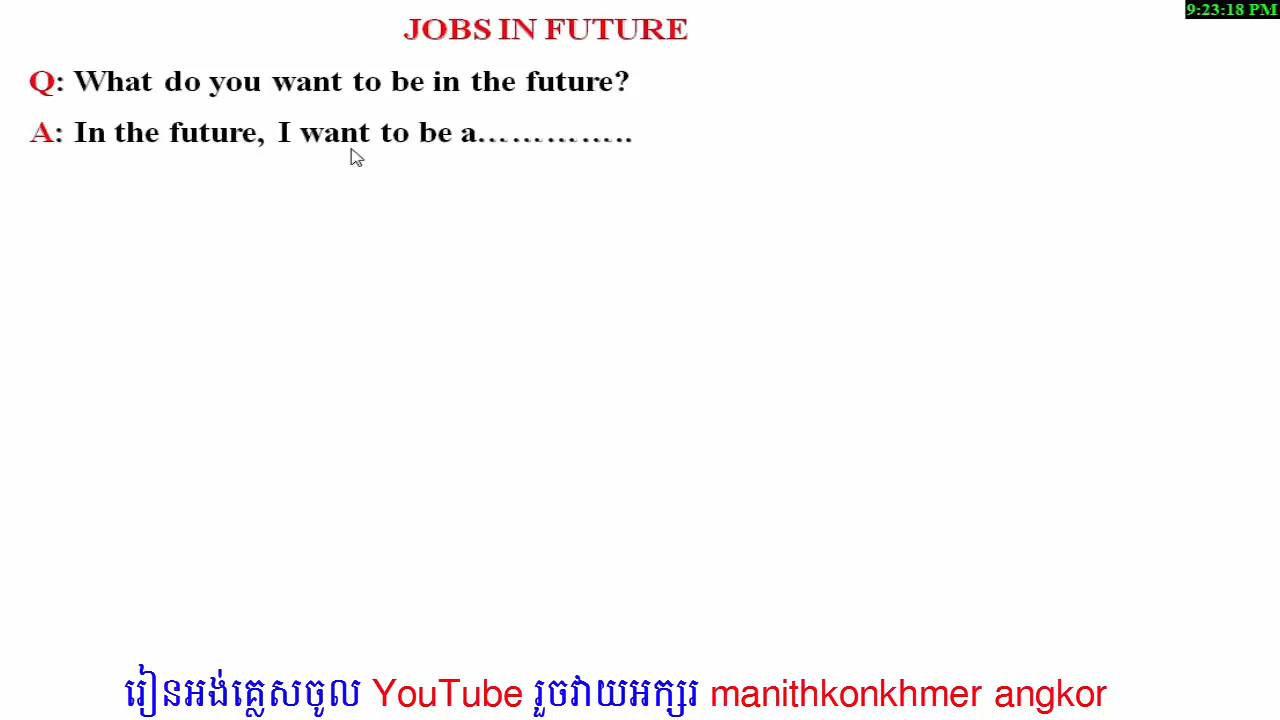 9:23:18 PM
JOBS IN FUTURE
Q: What do you want to be in the future?
A: In the future, I want to be a…………..
រៀនអង់គ្លេសចូល YouTube រួចវាយអក្សរ manithkonkhmer angkor